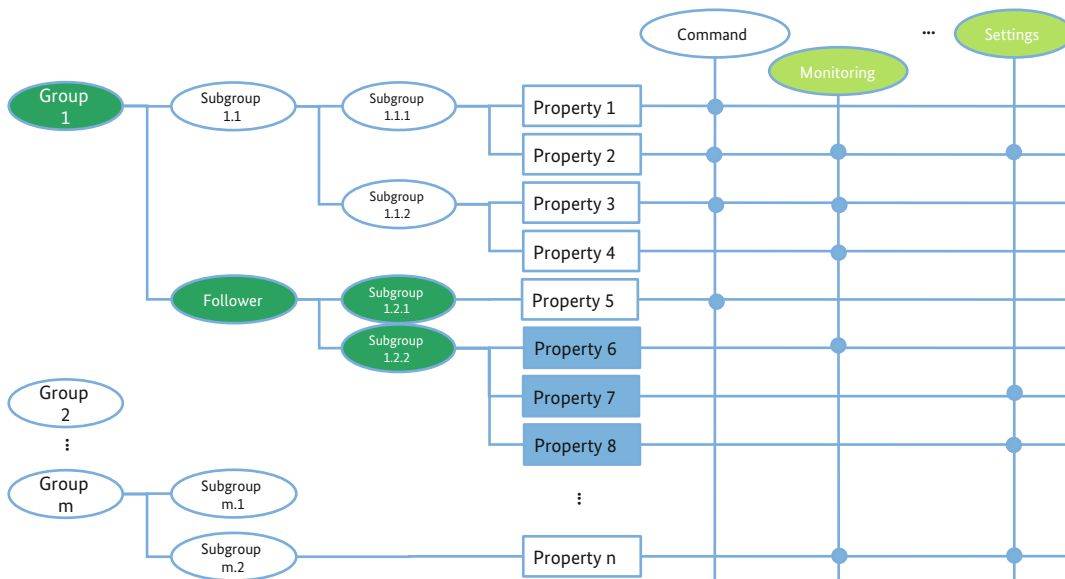 Command
...
Settings
Monitoring
Group
1
Subgroup
1.1
Subgroup
1.1.1
Property 1
Property 2
Subgroup
1.1.2
Property 3
Property 4
Follower
Subgroup
1.2.1
Property 5
Subgroup
1.2.2
Property 6
Property 7
Property 8
Group
2
⋮
Group
m
Subgroup
m.1
⋮
Subgroup
m.2
Property n